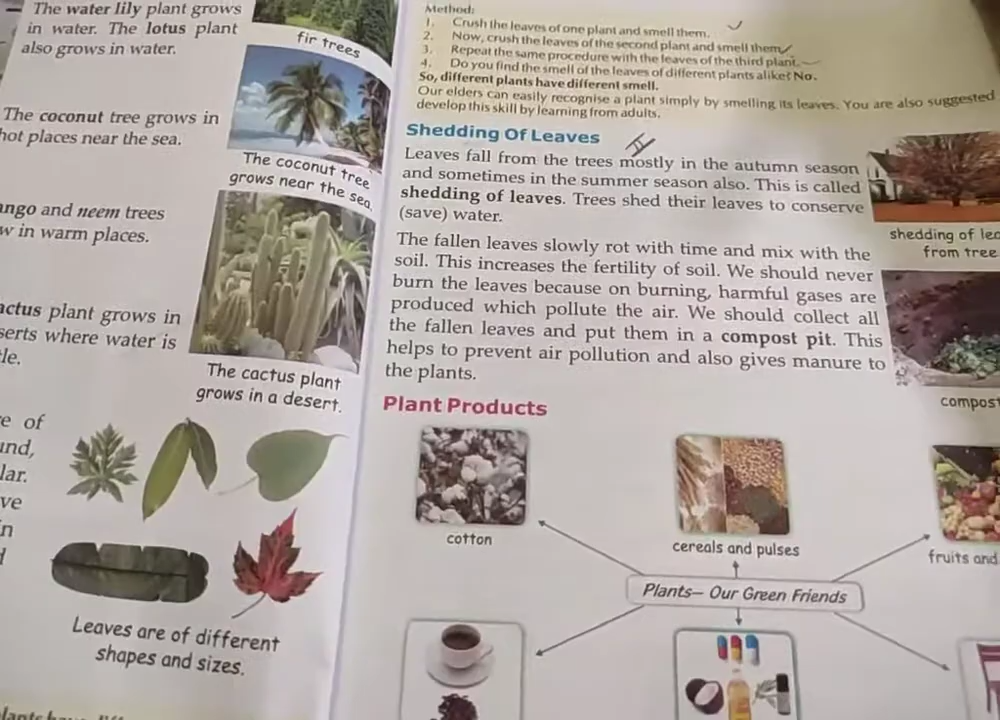 The water lily plant grows
in water. The lotus plant
also grows in water.
fir trees
The coconut tree grows in
hot places near the sea.
The coconut tree
grows near the sea.
ango and neem trees
w in warm places.
actus plant grows in
serts where water is
tle.
The cactus plant
grows in a desert.
e of
und,
lar.
ve
in
Leaves are of different
shapes and sizes.
Method:
1. Crush the leaves of one plant and smell them.
2. Now, crush the leaves of the second plant and smell them.
3. Repeat the same procedure with the leaves of the third plant.
4. Do you find the smell of the leaves of different plants alike? No.
So, different plants have different smell.
Our elders can easily recognise a plant simply by smelling its leaves. You are also suggested
develop this skill by learning from adults.
Shedding Of Leaves
Leaves fall from the trees mostly in the autumn season
and sometimes in the summer season also. This is called
shedding of leaves. Trees shed their leaves to conserve
(save) water.
shedding of lea
from tree
The fallen leaves slowly rot with time and mix with the
soil. This increases the fertility of soil. We should never
burn the leaves because on burning, harmful gases are
produced which pollute the air. We should collect all
the fallen leaves and put them in a compost pit. This
helps to prevent air pollution and also gives manure to
the plants.
compost
Plant Products
cotton
cereals and pulses
fruits and
Plants– Our Green Friends